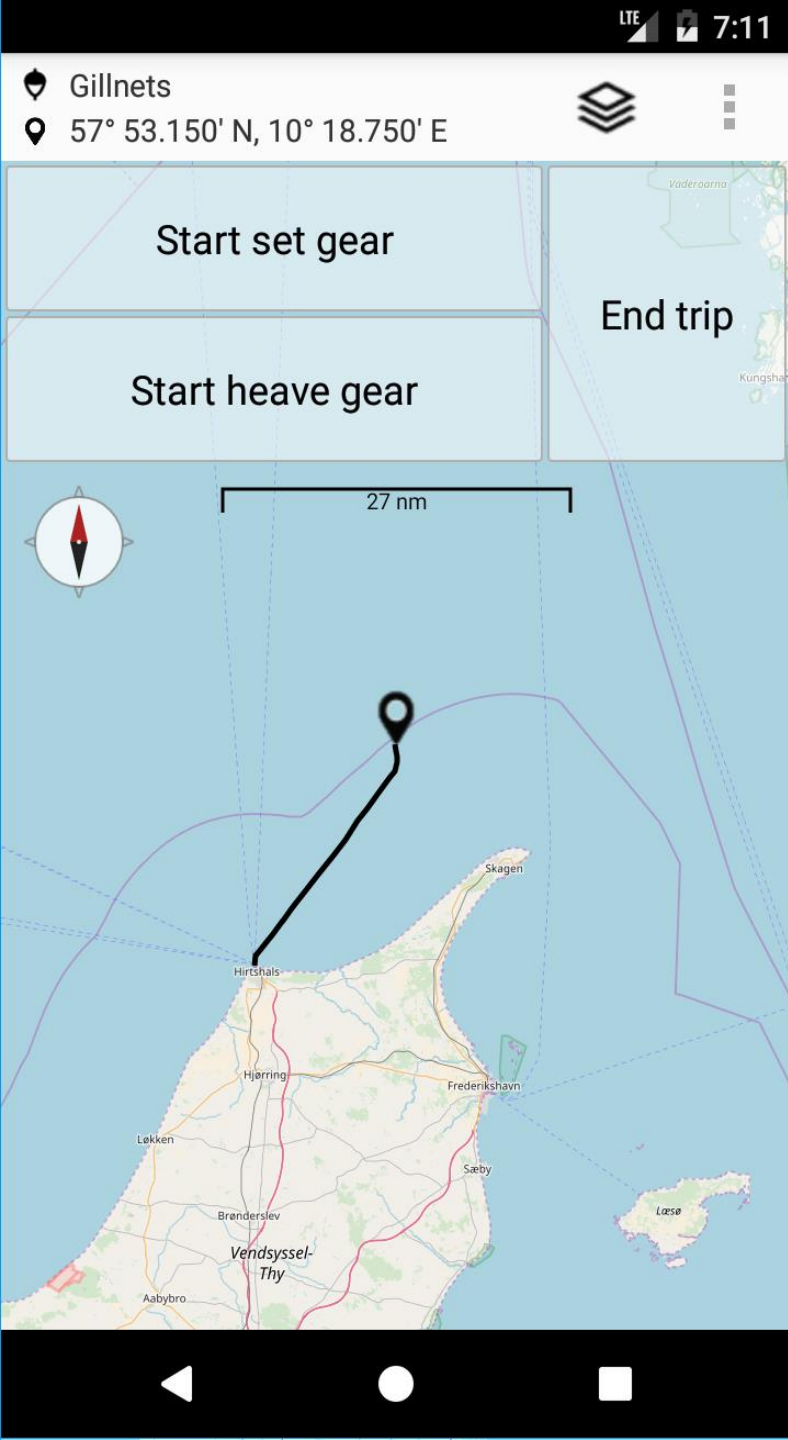 LTE 7:11
Gillnets
57° 53.150' N, 10° 18.750' E
Väderöarna
Start set gear
End trip
Kungsha
Start heave gear
27 nm
Skagen
Hirtshals
Hjørring
Frederikshavn
Løkken
Sæby
Læsø
Brønderslev
Vendsyssel-
Thy
Aabybro